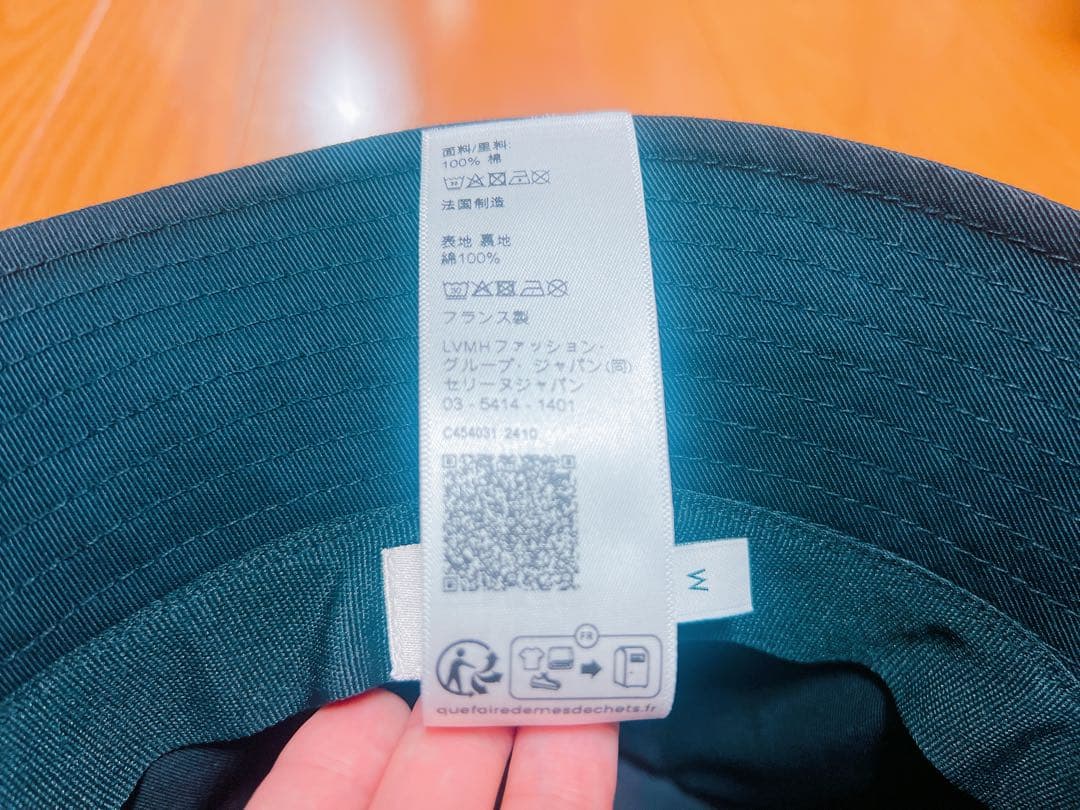 面料/里料:
100% 棉
法国制造
表地 裏地
綿100%
フランス製
LVMHファッション・
グループ・ジャパン(同)
セリーヌジャパン
03 - 5414 - 1401
C454031 2410
M
FR
quefairedemesdechets.fr